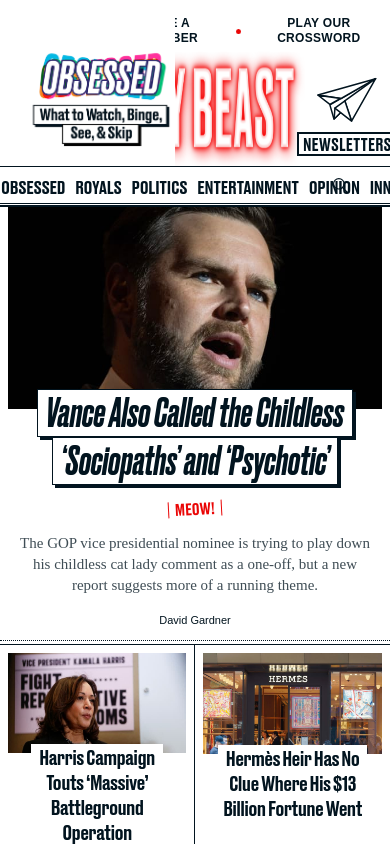 E A
BER
PLAY OUR
CROSSWORD
OBSESSED
What to Watch, Binge,
See, & Skip
Y BEAST
NEWSLETTERS
OBSESSED ROYALS POLITICS ENTERTAINMENT OPINION INN
Vance Also Called the Childless
‘Sociopaths’ and ‘Psychotic’
MEOW!
The GOP vice presidential nominee is trying to play down
his childless cat lady comment as a one-off, but a new
report suggests more of a running theme.
David Gardner
VICE PRESIDENT KAMALA HARRIS
FIGHT
HERMÈS
HERMÈS
Harris Campaign
Touts ‘Massive’
Battleground
Operation
Hermès Heir Has No
Clue Where His $13
Billion Fortune Went